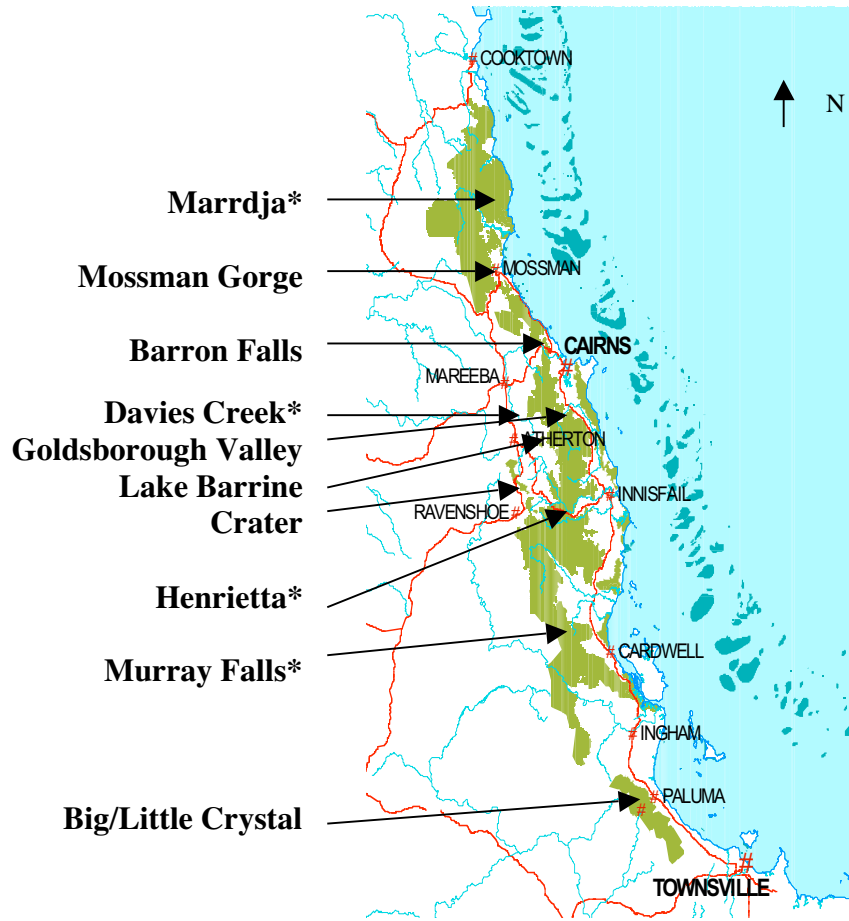 COOKTOWN
N
Marrdja*
Mossman Gorge
MOSSMAN
Barron Falls
CAIRNS
MAREEBA
Davies Creek*
Goldsborough Valley
ATHERTON
Lake Barrine
Crater
INNISFAIL
RAVENSHOE
Henrietta*
Murray Falls*
CARDWELL
INGHAM
Big/Little Crystal
PALUMA
TOWNSVILLE